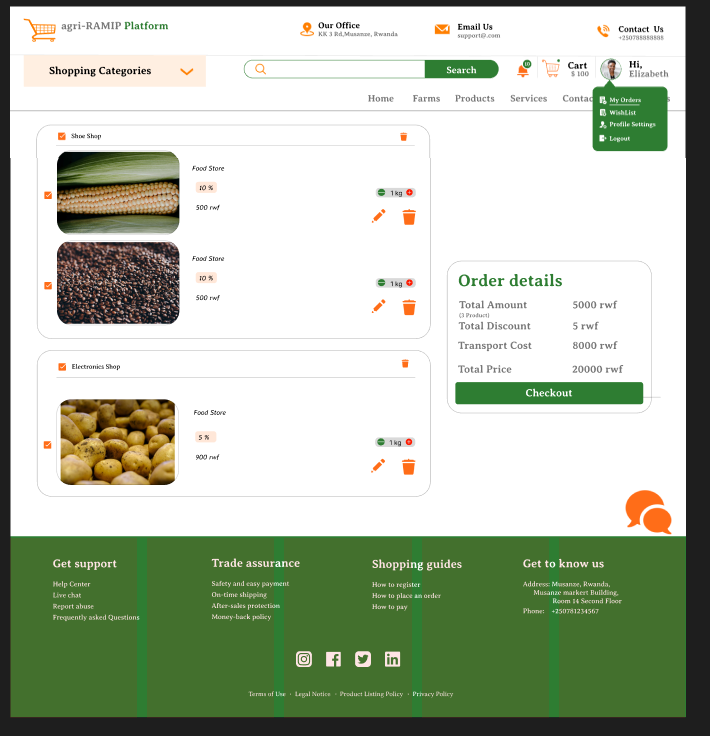 agri-RAMIP Platform
Our Office
KK 3 Rd,Musanze, Rwanda
Email Us
support@.com
Contact Us
+250788888888
Shopping Categories
Search
10
Cart
$ 100
Hi,
Elizabeth
Home
Farms
Products
Services
Contac
s
My Orders
WishList
Profile Settings
Logout
Shoe Shop
Food Store
10 %
500 rwf
1 kg
Food Store
10 %
500 rwf
1 kg
Order details
Total Amount 5000 rwf
(3 Product)
Total Discount 5 rwf
Transport Cost 8000 rwf
Total Price 20000 rwf
Checkout
Electronics Shop
Food Store
5 %
900 rwf
1 kg
Get support
Help Center
Live chat
Report abuse
Frequently asked Questions
Trade assurance
Safety and easy payment
On-time shipping
After-sales protection
Money-back policy
Shopping guides
How to register
How to place an order
How to pay
Get to know us
Address: Musanze, Rwanda,
Musanze markert Building,
Room 14 Second Floor
Phone: +250781234567
Terms of Use · Legal Notice · Product Listing Policy · Privacy Policy